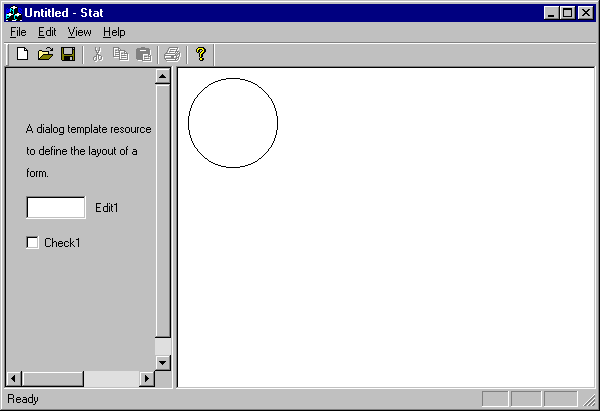 Untitled - Stat
File Edit View Help
?
A dialog template resource
to define the layout of a
form.
Edit1
Check1
Ready